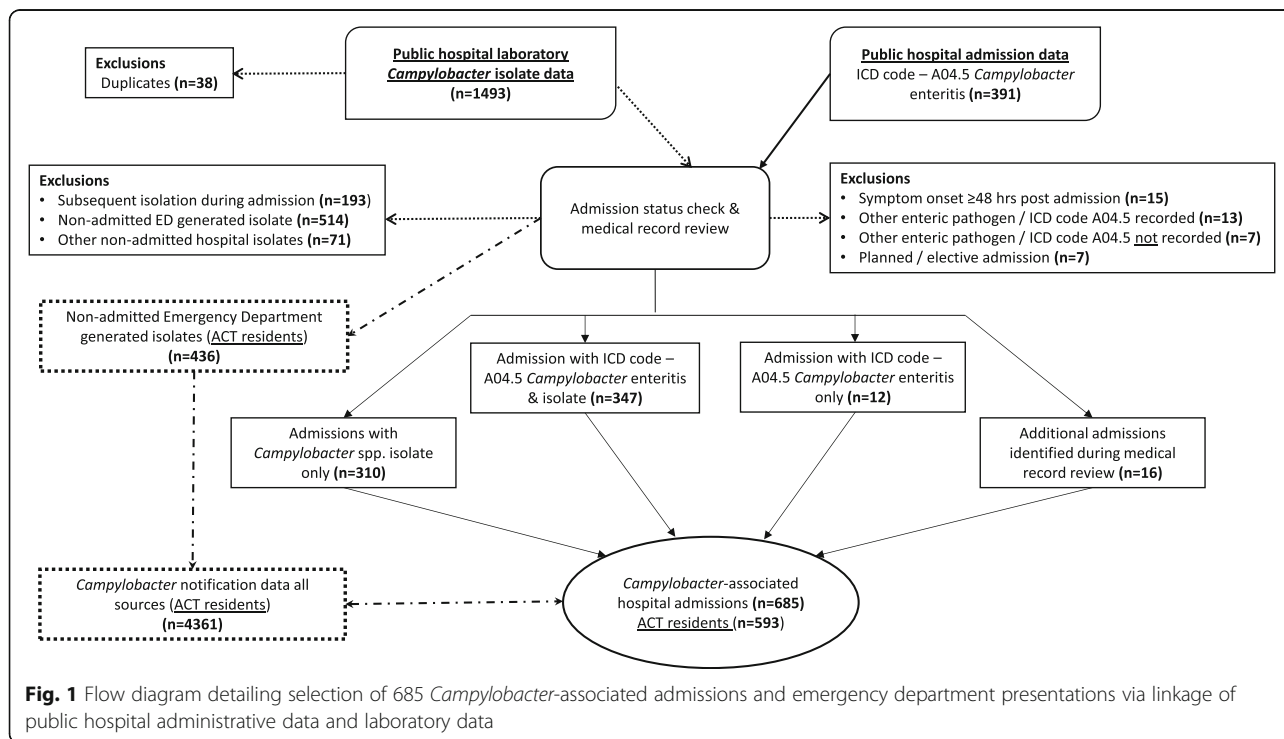 Exclusions
Duplicates (n=38)
Public hospital laboratory
Campylobacter isolate data
(n=1493)
Public hospital admission data
ICD code – A04.5 Campylobacter
enteritis (n=391)
Exclusions
• Subsequent isolation during admission (n=193)
• Non-admitted ED generated isolate (n=514)
• Other non-admitted hospital isolates (n=71)
Admission status check &
medical record review
Exclusions
• Symptom onset ≥48 hrs post admission (n=15)
• Other enteric pathogen / ICD code A04.5 recorded (n=13)
• Other enteric pathogen / ICD code A04.5 not recorded (n=7)
• Planned / elective admission (n=7)
Non-admitted Emergency Department
generated isolates (ACT residents)
(n=436)
Admission with ICD code –
A04.5 Campylobacter enteritis
& isolate (n=347)
Admission with ICD code –
A04.5 Campylobacter enteritis
only (n=12)
Admissions with
Campylobacter spp. isolate
only (n=310)
Additional admissions
identified during medical
record review (n=16)
Campylobacter notification data all
sources (ACT residents)
(n=4361)
Campylobacter-associated
hospital admissions (n=685)
ACT residents (n=593)
Fig. 1 Flow diagram detailing selection of 685 Campylobacter-associated admissions and emergency department presentations via linkage of
public hospital administrative data and laboratory data